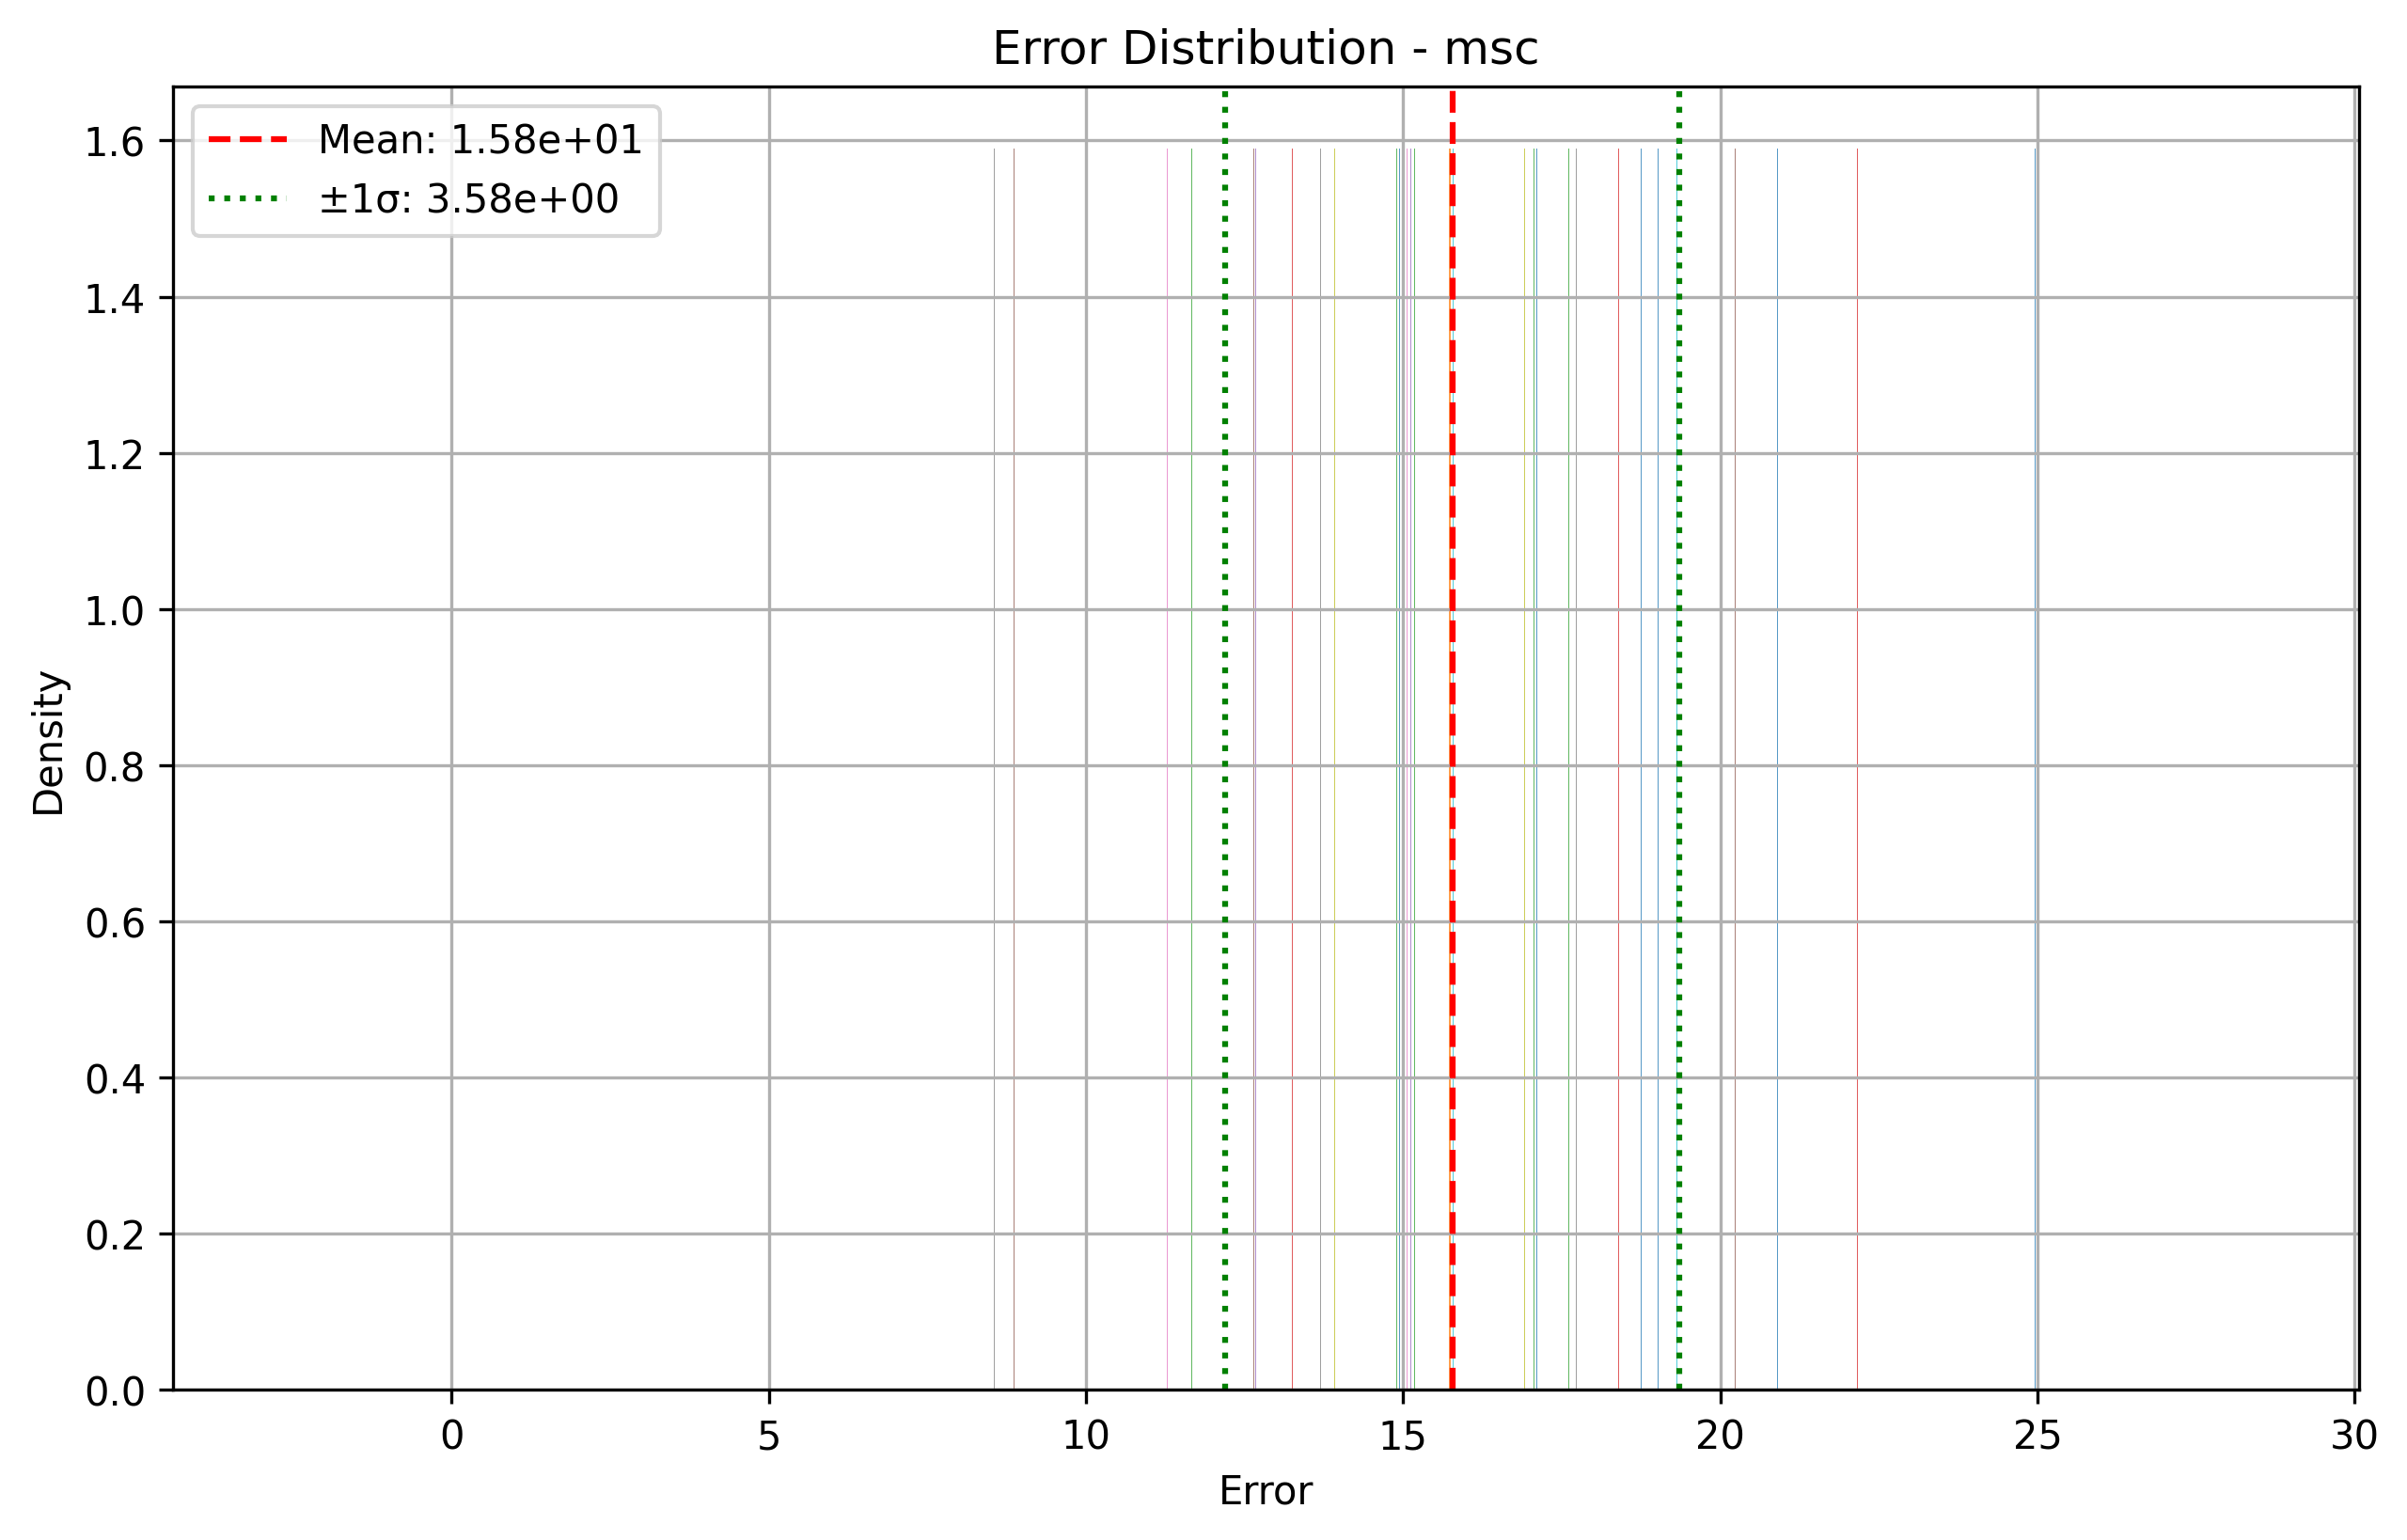 Error Distribution - msc
Mean: 1.58e+01
±1σ: 3.58e+00
1.6
1.4
1.2
1.0
0.8
0.6
0.4
0.2
0.0
Density
0 5 10 15 20 25 30
Error